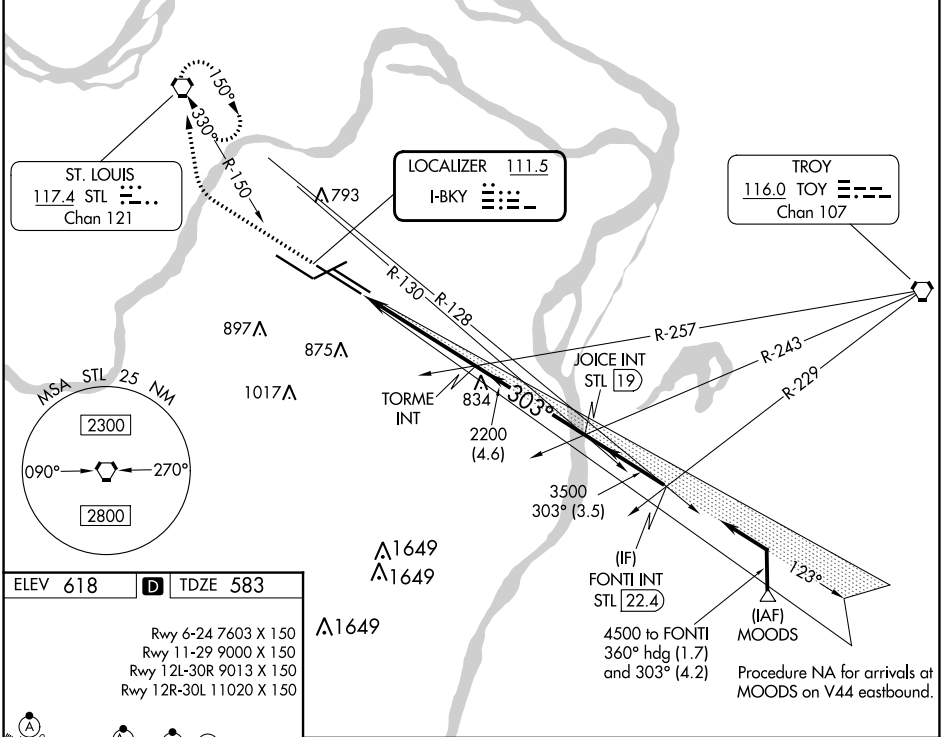 150°
330°
R-150
ST. LOUIS
117.4 STL
Chan 121
LOCALIZER 111.5
I-BKY
TROY
116.0 TOY
Chan 107
793
R-130
R-128
R-257
R-243
R-229
897
875
1017
JOICE INT
STL 19
TORME
INT
834
303°
2200
(4.6)
MSA STL 25 NM
2300
090°
270°
2800
3500
303° (3.5)
(IF)
FONTI INT
STL 22.4
1649
1649
1649
123°
(IAF)
MOODS
4500 to FONTI
360° hdg (1.7)
and 303° (4.2)
Procedure NA for arrivals at
MOODS on V44 eastbound.
ELEV 618 D TDZE 583
Rwy 6-24 7603 X 150
Rwy 11-29 9000 X 150
Rwy 12L-30R 9013 X 150
Rwy 12R-30L 11020 X 150
A